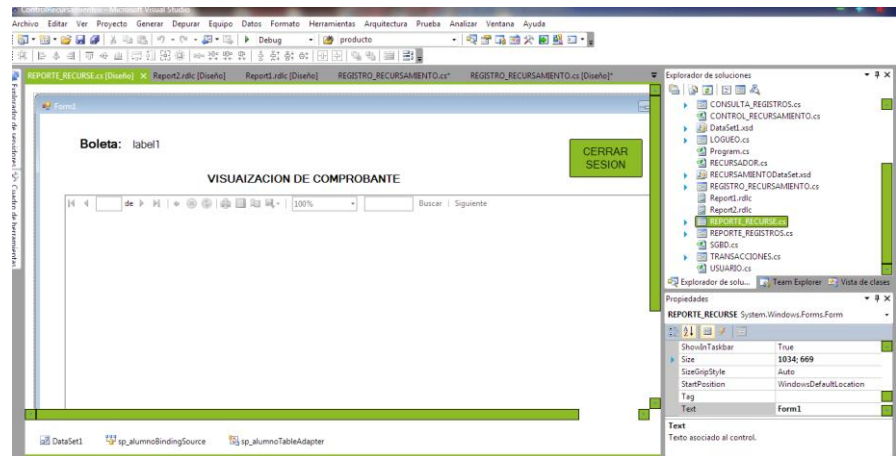 ControlRecursamientos - Microsoft Visual Studio
Archivo Editar Ver Proyecto Generar Depurar Equipo Datos Formato Herramientas Arquitectura Prueba Analizar Ventana Ayuda
Debug producto
REPORTE_RECURSE.cs [Diseño] Report2.rdlc [Diseño] Report1.rdlc [Diseño] REGISTRO_RECURSAMIENTO.cs* REGISTRO_RECURSAMIENTO.cs [Diseño]*
Explorador de servidores
Cuadro de herramientas
Form1
Boleta: label1
CERRAR
SESION
VISUAIZACION DE COMPROBANTE
de 100% Buscar | Siguiente
DataSet1 sp_alumnoBindingSource sp_alumnoTableAdapter
Explorador de soluciones
CONSULTA_REGISTROS.cs
CONTROL_RECURSAMIENTO.cs
DataSet1.xsd
LOGUEO.cs
Program.cs
RECURSADOR.cs
RECURSAMIENTODataSet.xsd
REGISTRO_RECURSAMIENTO.cs
Report1.rdlc
Report2.rdlc
REPORTE_RECURSE.cs
REPORTE_REGISTROS.cs
SGBD.cs
TRANSACCIONES.cs
USUARIO.cs
Explorador de solu... Team Explorer Vista de clases
Propiedades
REPORTE_RECURSE System.Windows.Forms.Form
ShowInTaskbar True
Size 1034; 669
SizeGripStyle Auto
StartPosition WindowsDefaultLocation
Tag
Text Form1
Text
Texto asociado al control.